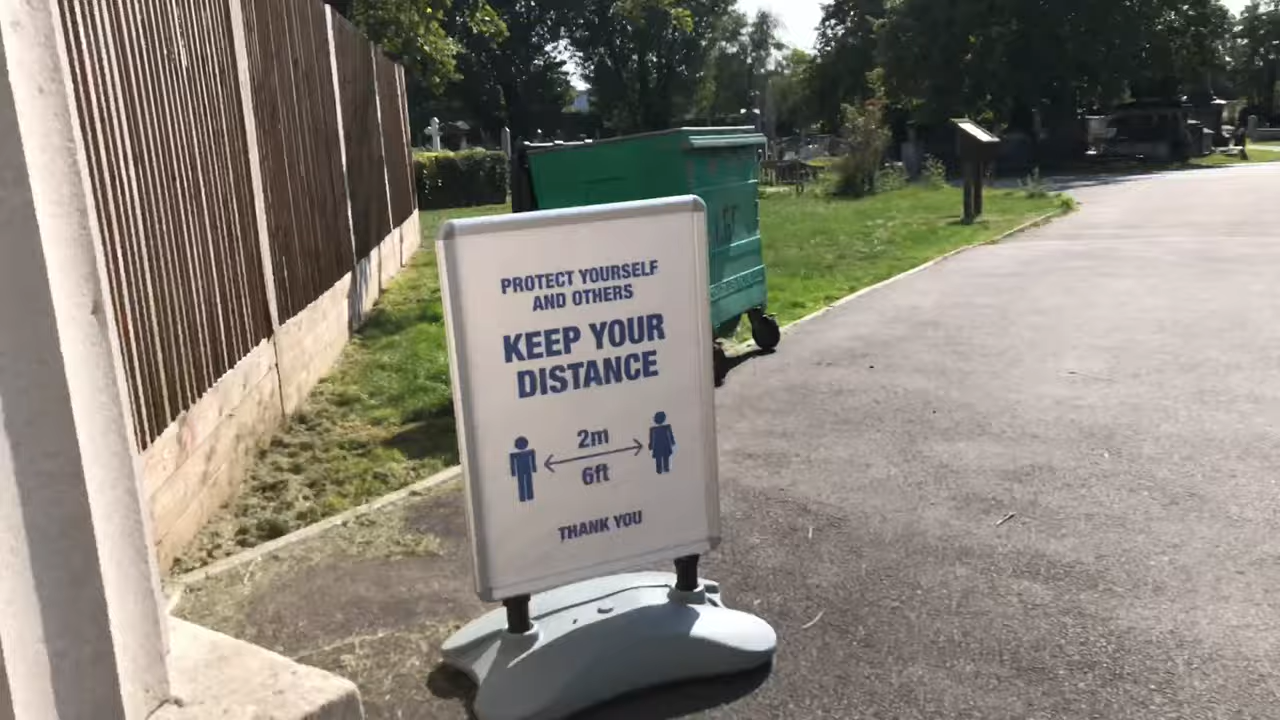 PROTECT YOURSELF
AND OTHERS
KEEP YOUR
DISTANCE
2m
6ft
THANK YOU